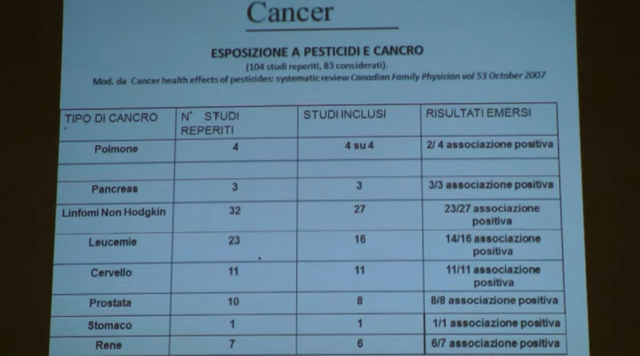 Cancer
ESPOSIZIONE A PESTICIDI E CANCRO
(104 studi reperiti, 83 considerati).
Mod. da Cancer health effects of pesticides: systematic review Canadian Family Physician vol 53 October 2007
TIPO DI CANCRO N° STUDI REPERITI STUDI INCLUSI RISULTATI EMERSI
Polmone 4 4 su 4 2/ 4 associazione positiva
Pancreas 3 3 3/3 associazione positiva
Linfomi Non Hodgkin 32 27 23/27 associazione positiva
Leucemie 23 16 14/16 associazione positiva
Cervello 11 11 11/11 associazione positiva
Prostata 10 8 8/8 associazione positiva
Stomaco 1 1 1/1 associazione positiva
Rene 7 6 6/7 associazione positiva